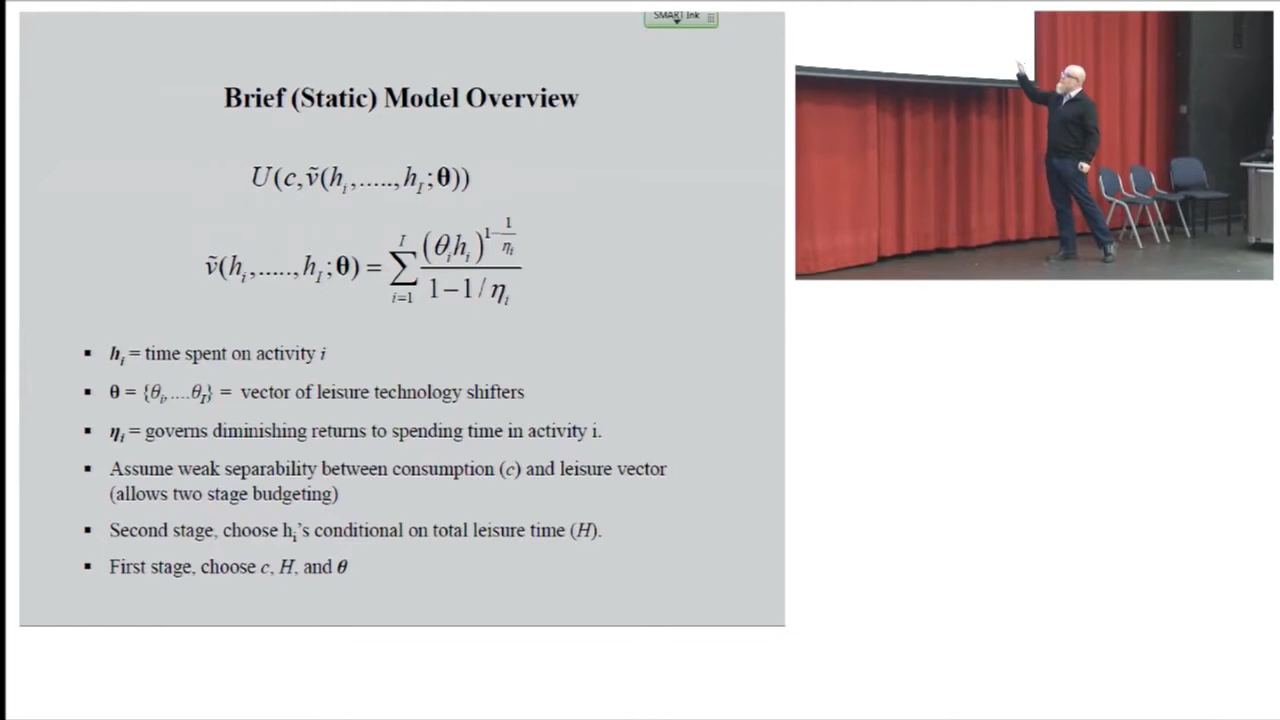 SMART Ink
Brief (Static) Model Overview
U(c, ṽ(h_i,.....,h_I;θ))
ṽ(h_i,.....,h_I;θ) = ∑_{i=1}^{I} (θ_i h_i)^{1−1/η_i} / (1−1/η_i)
▪ h_i = time spent on activity i
▪ θ = {θ_i,....θ_I} = vector of leisure technology shifters
▪ η_i = governs diminishing returns to spending time in activity i.
▪ Assume weak separability between consumption (c) and leisure vector
(allows two stage budgeting)
▪ Second stage, choose h_i's conditional on total leisure time (H).
▪ First stage, choose c, H, and θ